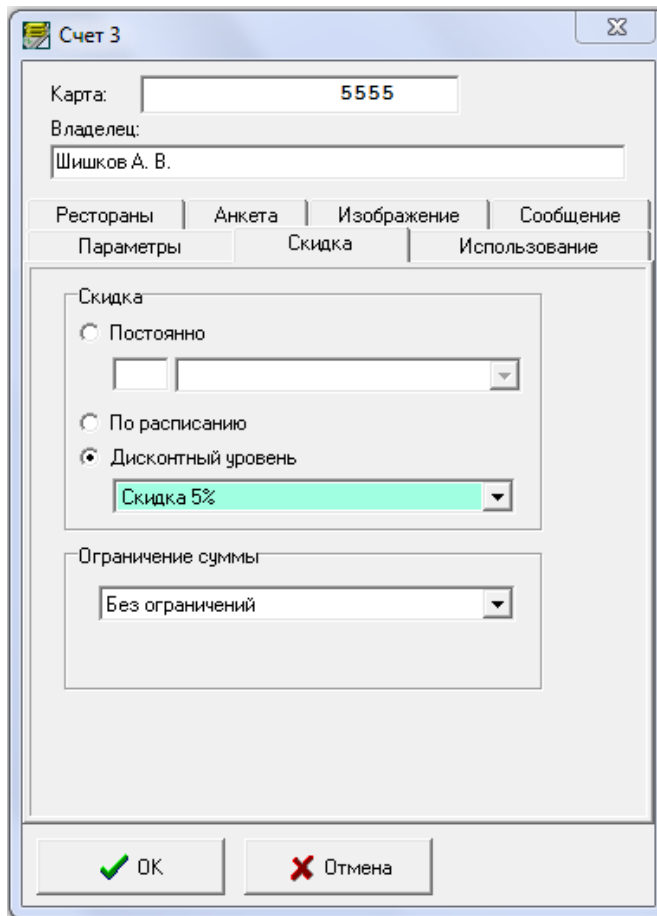 Счет 3
Карта: 5555
Владелец:
Шишков А. В.
Рестораны Анкета Изображение Сообщение
Параметры Скидка Использование
Скидка
Постоянно
По расписанию
Дисконтный уровень
Скидка 5%
Ограничение суммы
Без ограничений
OK Отмена